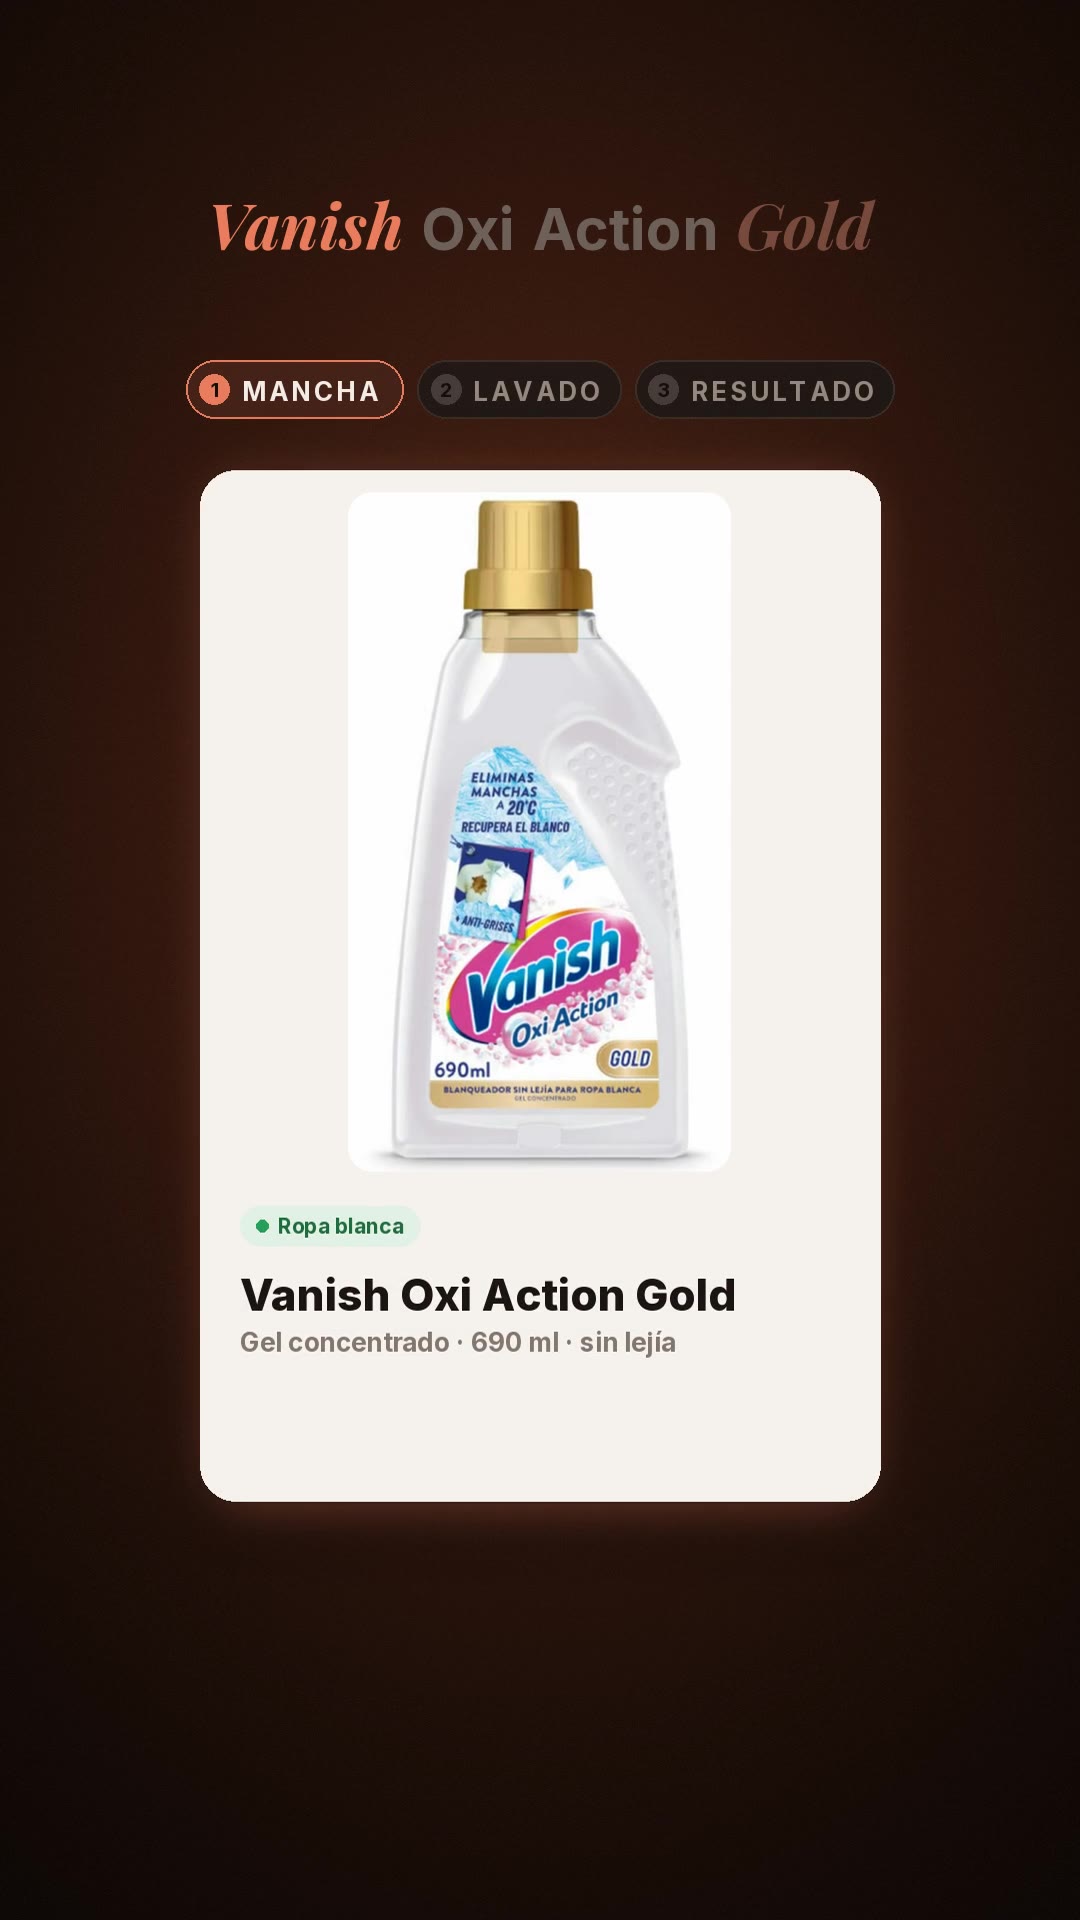 Vanish Oxi Action Gold
1 MANCHA 2 LAVADO 3 RESULTADO
ELIMINAS
MANCHAS
A 20°C
RECUPERA EL BLANCO
+ ANTI-GRISES
Vanish
Oxi Action
GOLD
690ml
BLANQUEADOR SIN LEJÍA PARA ROPA BLANCA
GEL CONCENTRADO
Ropa blanca
Vanish Oxi Action Gold
Gel concentrado · 690 ml · sin lejía